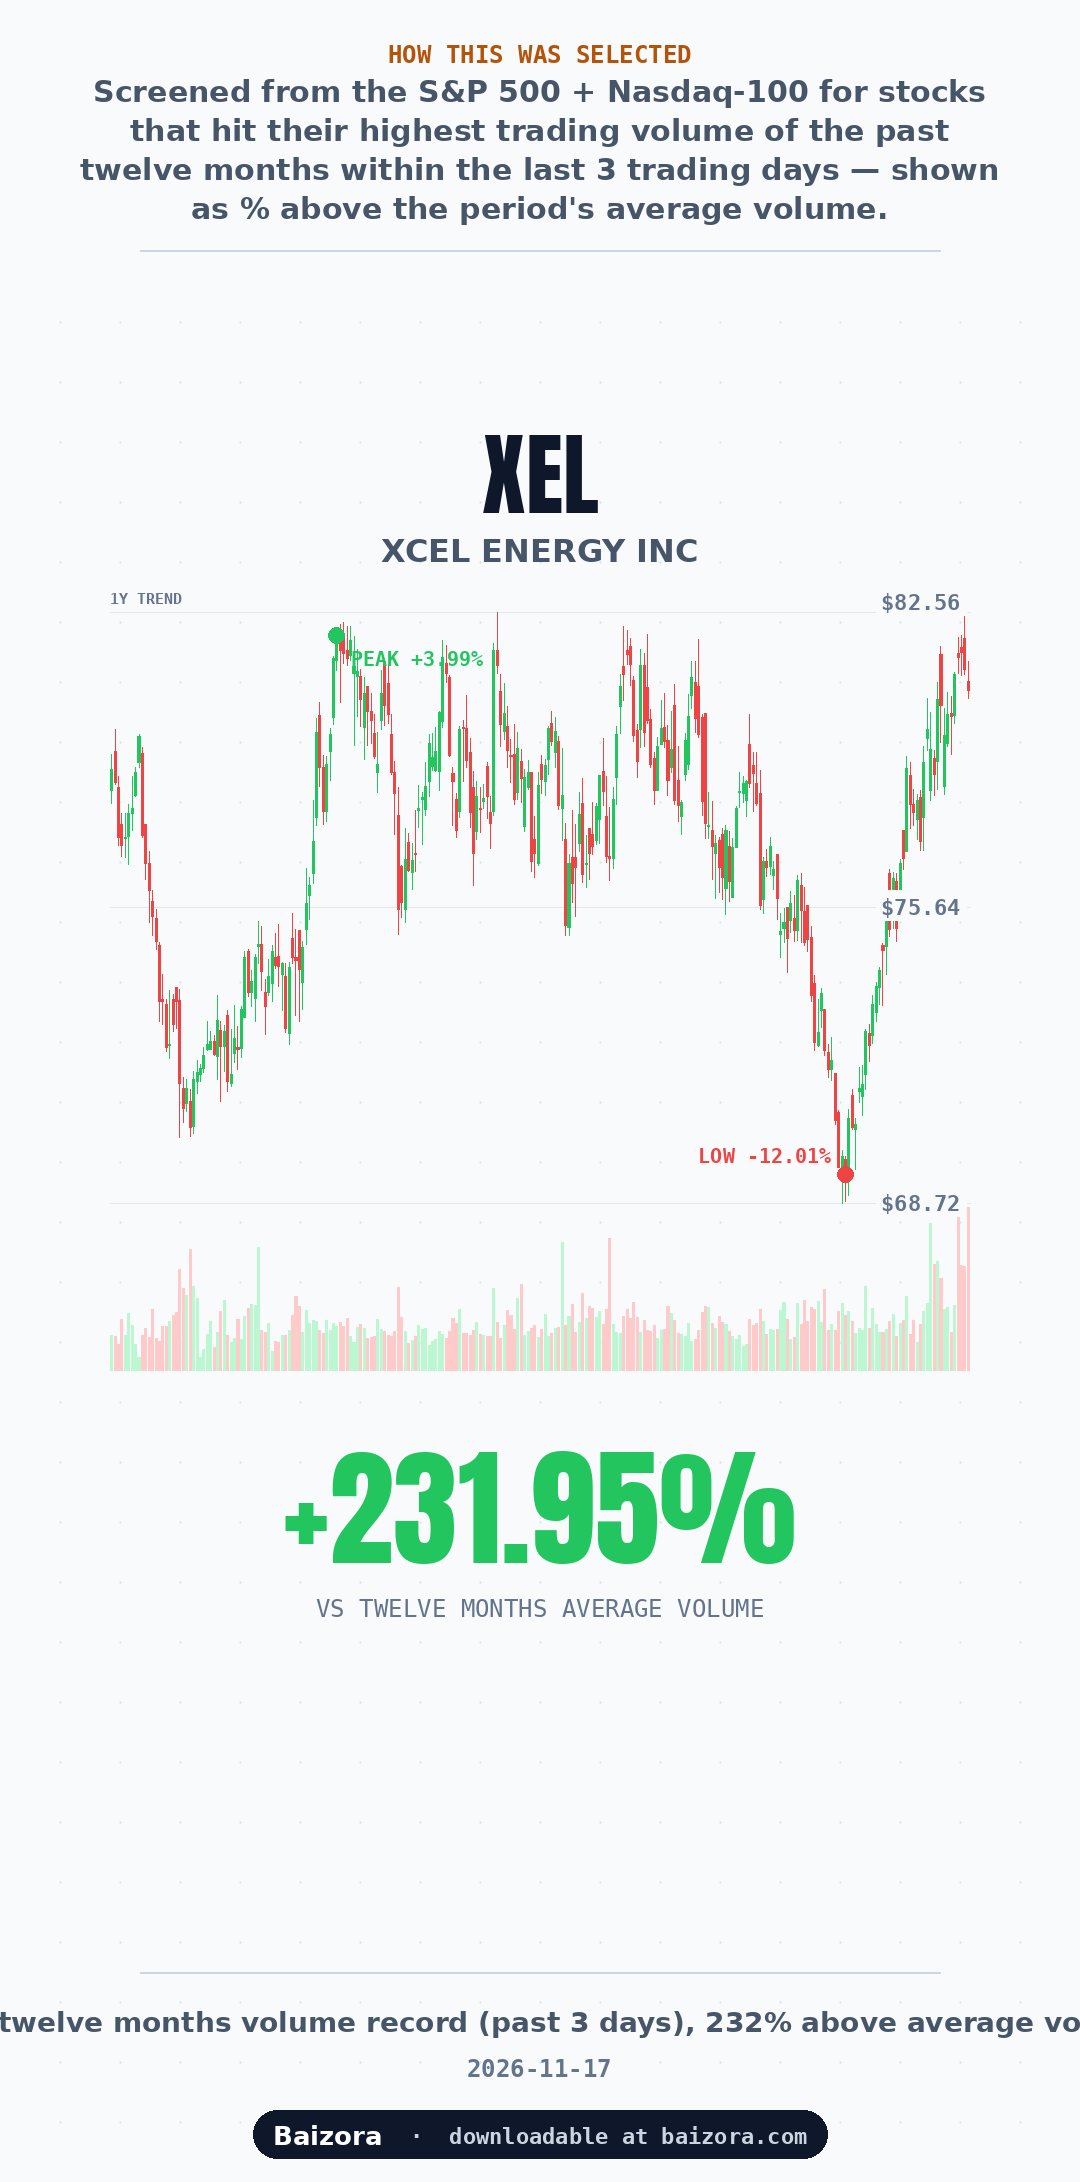 HOW THIS WAS SELECTED
Screened from the S&P 500 + Nasdaq-100 for stocks
that hit their highest trading volume of the past
twelve months within the last 3 trading days — shown
as % above the period's average volume.
XEL
XCEL ENERGY INC
1Y TREND
$82.56
PEAK +3.99%
$75.64
LOW -12.01%
$68.72
+231.95%
VS TWELVE MONTHS AVERAGE VOLUME
twelve months volume record (past 3 days), 232% above average vo
2026-11-17
Baizora · downloadable at baizora.com